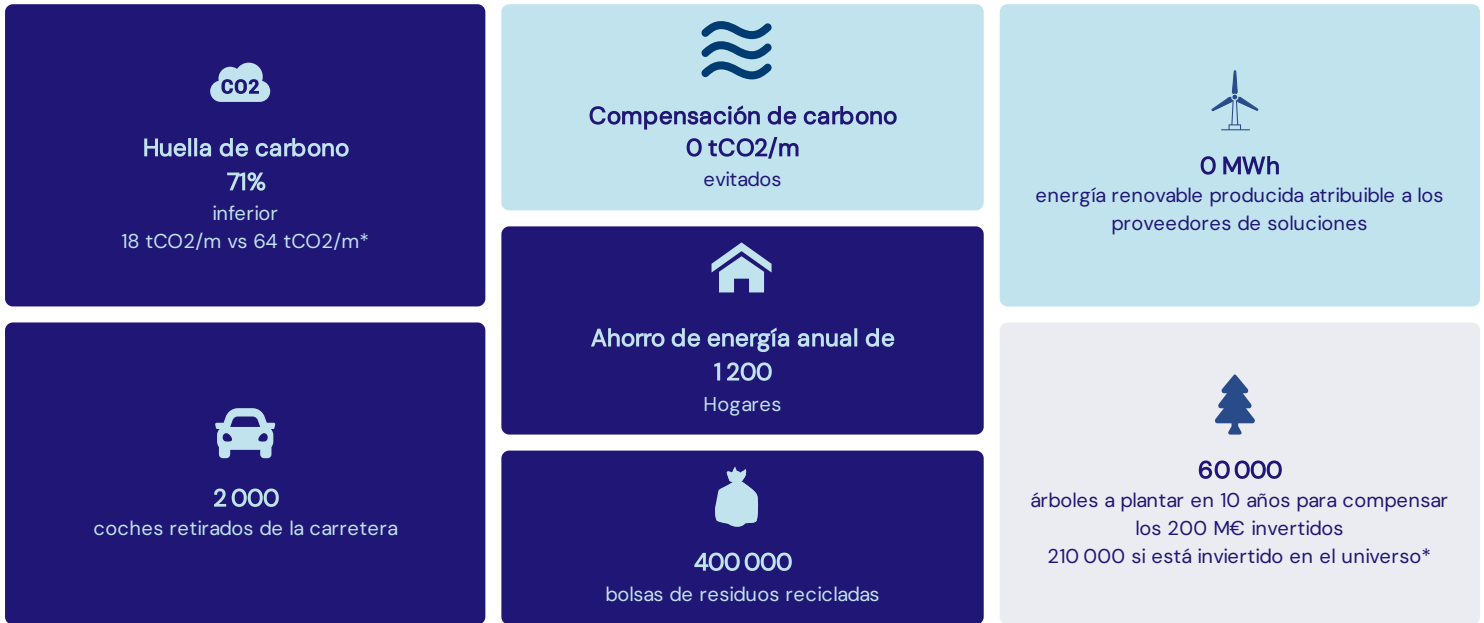 CO2
Huella de carbono
71%
inferior
18 tCO2/m vs 64 tCO2/m*
2 000
coches retirados de la carretera
Compensación de carbono
0 tCO2/m
evitados
Ahorro de energía anual de
1 200
Hogares
400 000
bolsas de residuos recicladas
0 MWh
energía renovable producida atribuible a los
proveedores de soluciones
60 000
árboles a plantar en 10 años para compensar
los 200 M€ invertidos
210 000 si está inviertido en el universo*